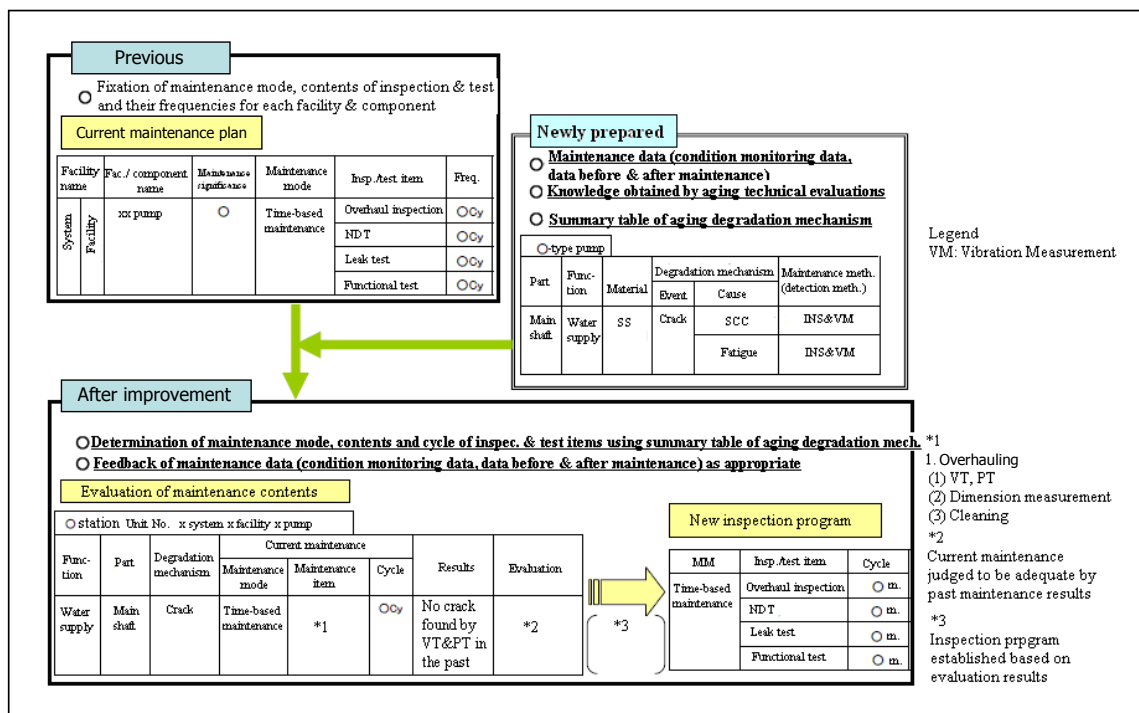 Previous
○ Fixation of maintenance mode, contents of inspection & test
and their frequencies for each facility & component
Current maintenance plan
Facility name
Fac./ component name
Maintenance significance
Maintenance mode
Insp./test item
Freq.
System
Facility
xx pump
○
Time-based maintenance
Overhaul inspection
○Cy
NDT
○Cy
Leak test
○Cy
Functional test
○Cy
Newly prepared
○ Maintenance data (condition monitoring data,
data before & after maintenance)
○ Knowledge obtained by aging technical evaluations
○ Summary table of aging degradation mechanism
○-type pump
Part
Func-
tion
Material
Degradation mechanism
Event
Cause
Maintenance meth.
(detection meth.)
Main
shaft
Water
supply
SS
Crack
SCC
INS&VM
Fatigue
INS&VM
Legend
VM: Vibration Measurement
After improvement
○Determination of maintenance mode, contents and cycle of inspec. & test items using summary table of aging degradation mech.
○Feedback of maintenance data (condition monitoring data, data before & after maintenance) as appropriate
Evaluation of maintenance contents
○ station Unit No. x system x facility x pump
Func-
tion
Part
Degradation
mechanism
Current maintenance
Maintenance
mode
Maintenance
item
Cycle
Results
Evaluation
Water
supply
Main
shaft
Crack
Time-based
maintenance
*1
○Cy
No crack
found by
VT&PT in
the past
*2
*3
New inspection program
MM
Insp./test item
Cycle
Time-based
maintenance
Overhaul inspection
○ m.
NDT
○ m.
Leak test
○ m.
Functional test
○ m.
*1
1. Overhauling
(1) VT, PT
(2) Dimension measurement
(3) Cleaning
*2
Current maintenance
judged to be adequate by
past maintenance results
*3
Inspection prpgram
established based on
evaluation results